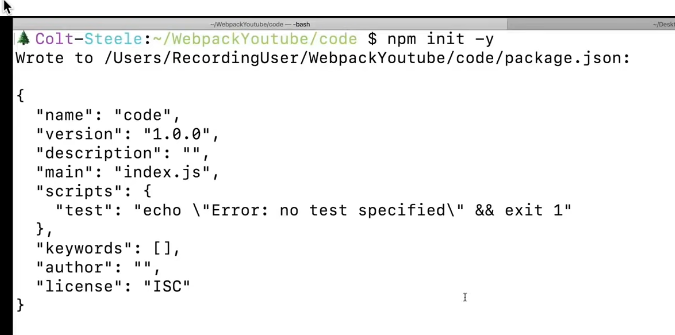 ~/WebpackYoutube/code — -bash
~/Desk
Colt-Steele:~/WebpackYoutube/code $ npm init -y
Wrote to /Users/RecordingUser/WebpackYoutube/code/package.json:
{
  "name": "code",
  "version": "1.0.0",
  "description": "",
  "main": "index.js",
  "scripts": {
    "test": "echo \"Error: no test specified\" && exit 1"
  },
  "keywords": [],
  "author": "",
  "license": "ISC"
}